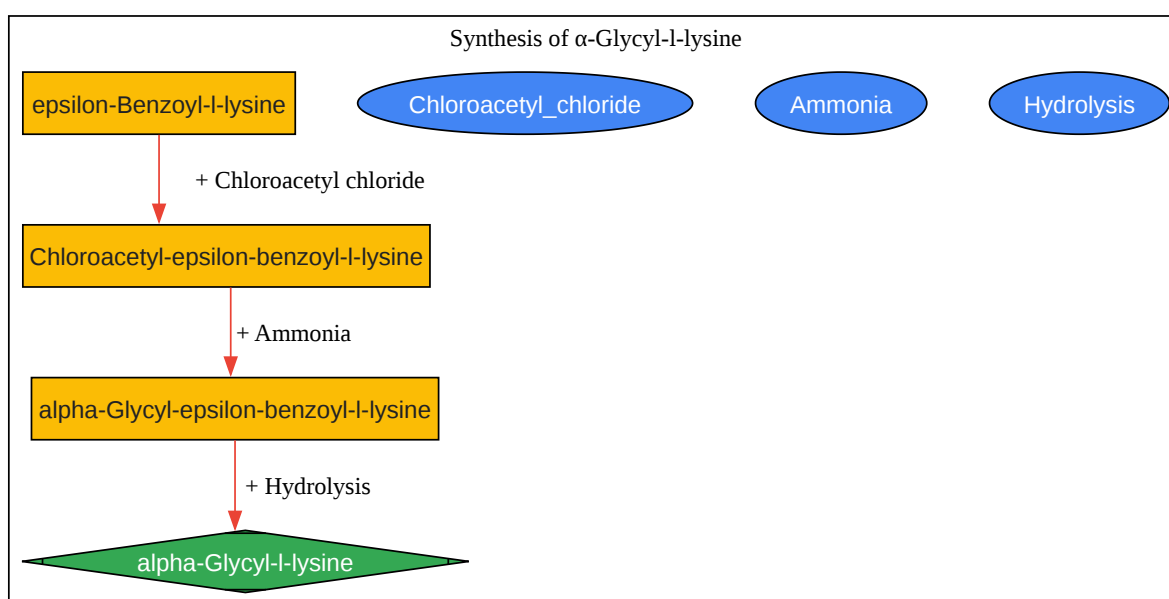 Synthesis of α-Glycyl-l-lysine
epsilon-Benzoyl-l-lysine
Chloroacetyl_chloride
Ammonia
Hydrolysis
+ Chloroacetyl chloride
Chloroacetyl-epsilon-benzoyl-l-lysine
+ Ammonia
alpha-Glycyl-epsilon-benzoyl-l-lysine
+ Hydrolysis
alpha-Glycyl-l-lysine